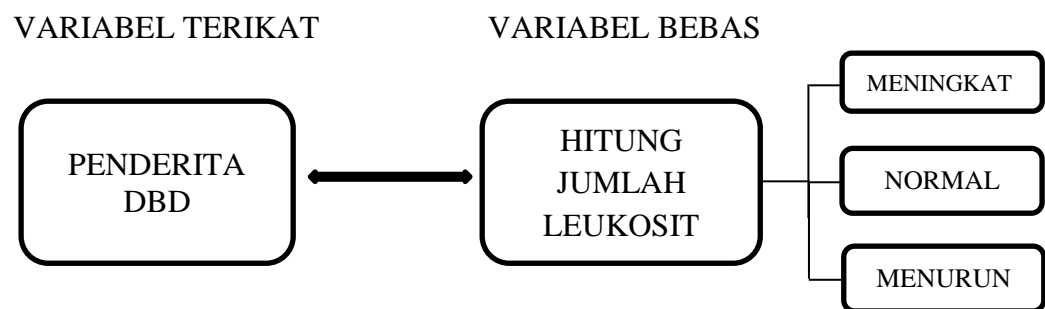 VARIABEL TERIKAT
VARIABEL BEBAS
PENDERITA
DBD
HITUNG
JUMLAH
LEUKOSIT
MENINGKAT
NORMAL
MENURUN